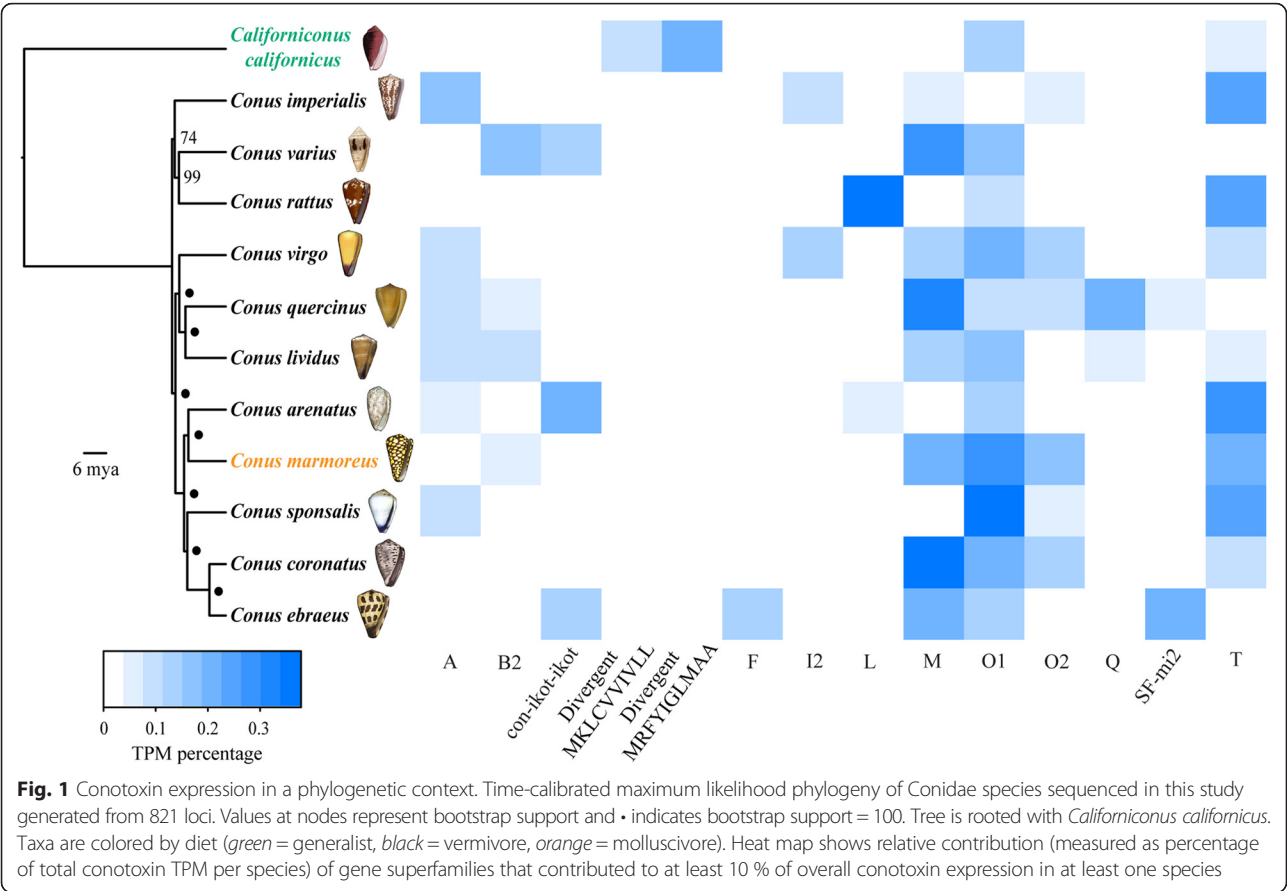 Californiconus
californicus
Conus imperialis
74
Conus varius
99
Conus rattus
Conus virgo
Conus quercinus
Conus lividus
Conus arenatus
6 mya
Conus marmoreus
Conus sponsalis
Conus coronatus
Conus ebraeus
A
B2
con-ikot-ikot
Divergent
MKLCVVIVLL
Divergent
MRFYIGLMAA
F
I2
L
M
O1
O2
Q
SF-mi2
T
0 0.1 0.2 0.3
TPM percentage
Fig. 1 Conotoxin expression in a phylogenetic context. Time-calibrated maximum likelihood phylogeny of Conidae species sequenced in this study
generated from 821 loci. Values at nodes represent bootstrap support and • indicates bootstrap support = 100. Tree is rooted with Californiconus californicus.
Taxa are colored by diet (green = generalist, black = vermivore, orange = molluscivore). Heat map shows relative contribution (measured as percentage
of total conotoxin TPM per species) of gene superfamilies that contributed to at least 10 % of overall conotoxin expression in at least one species